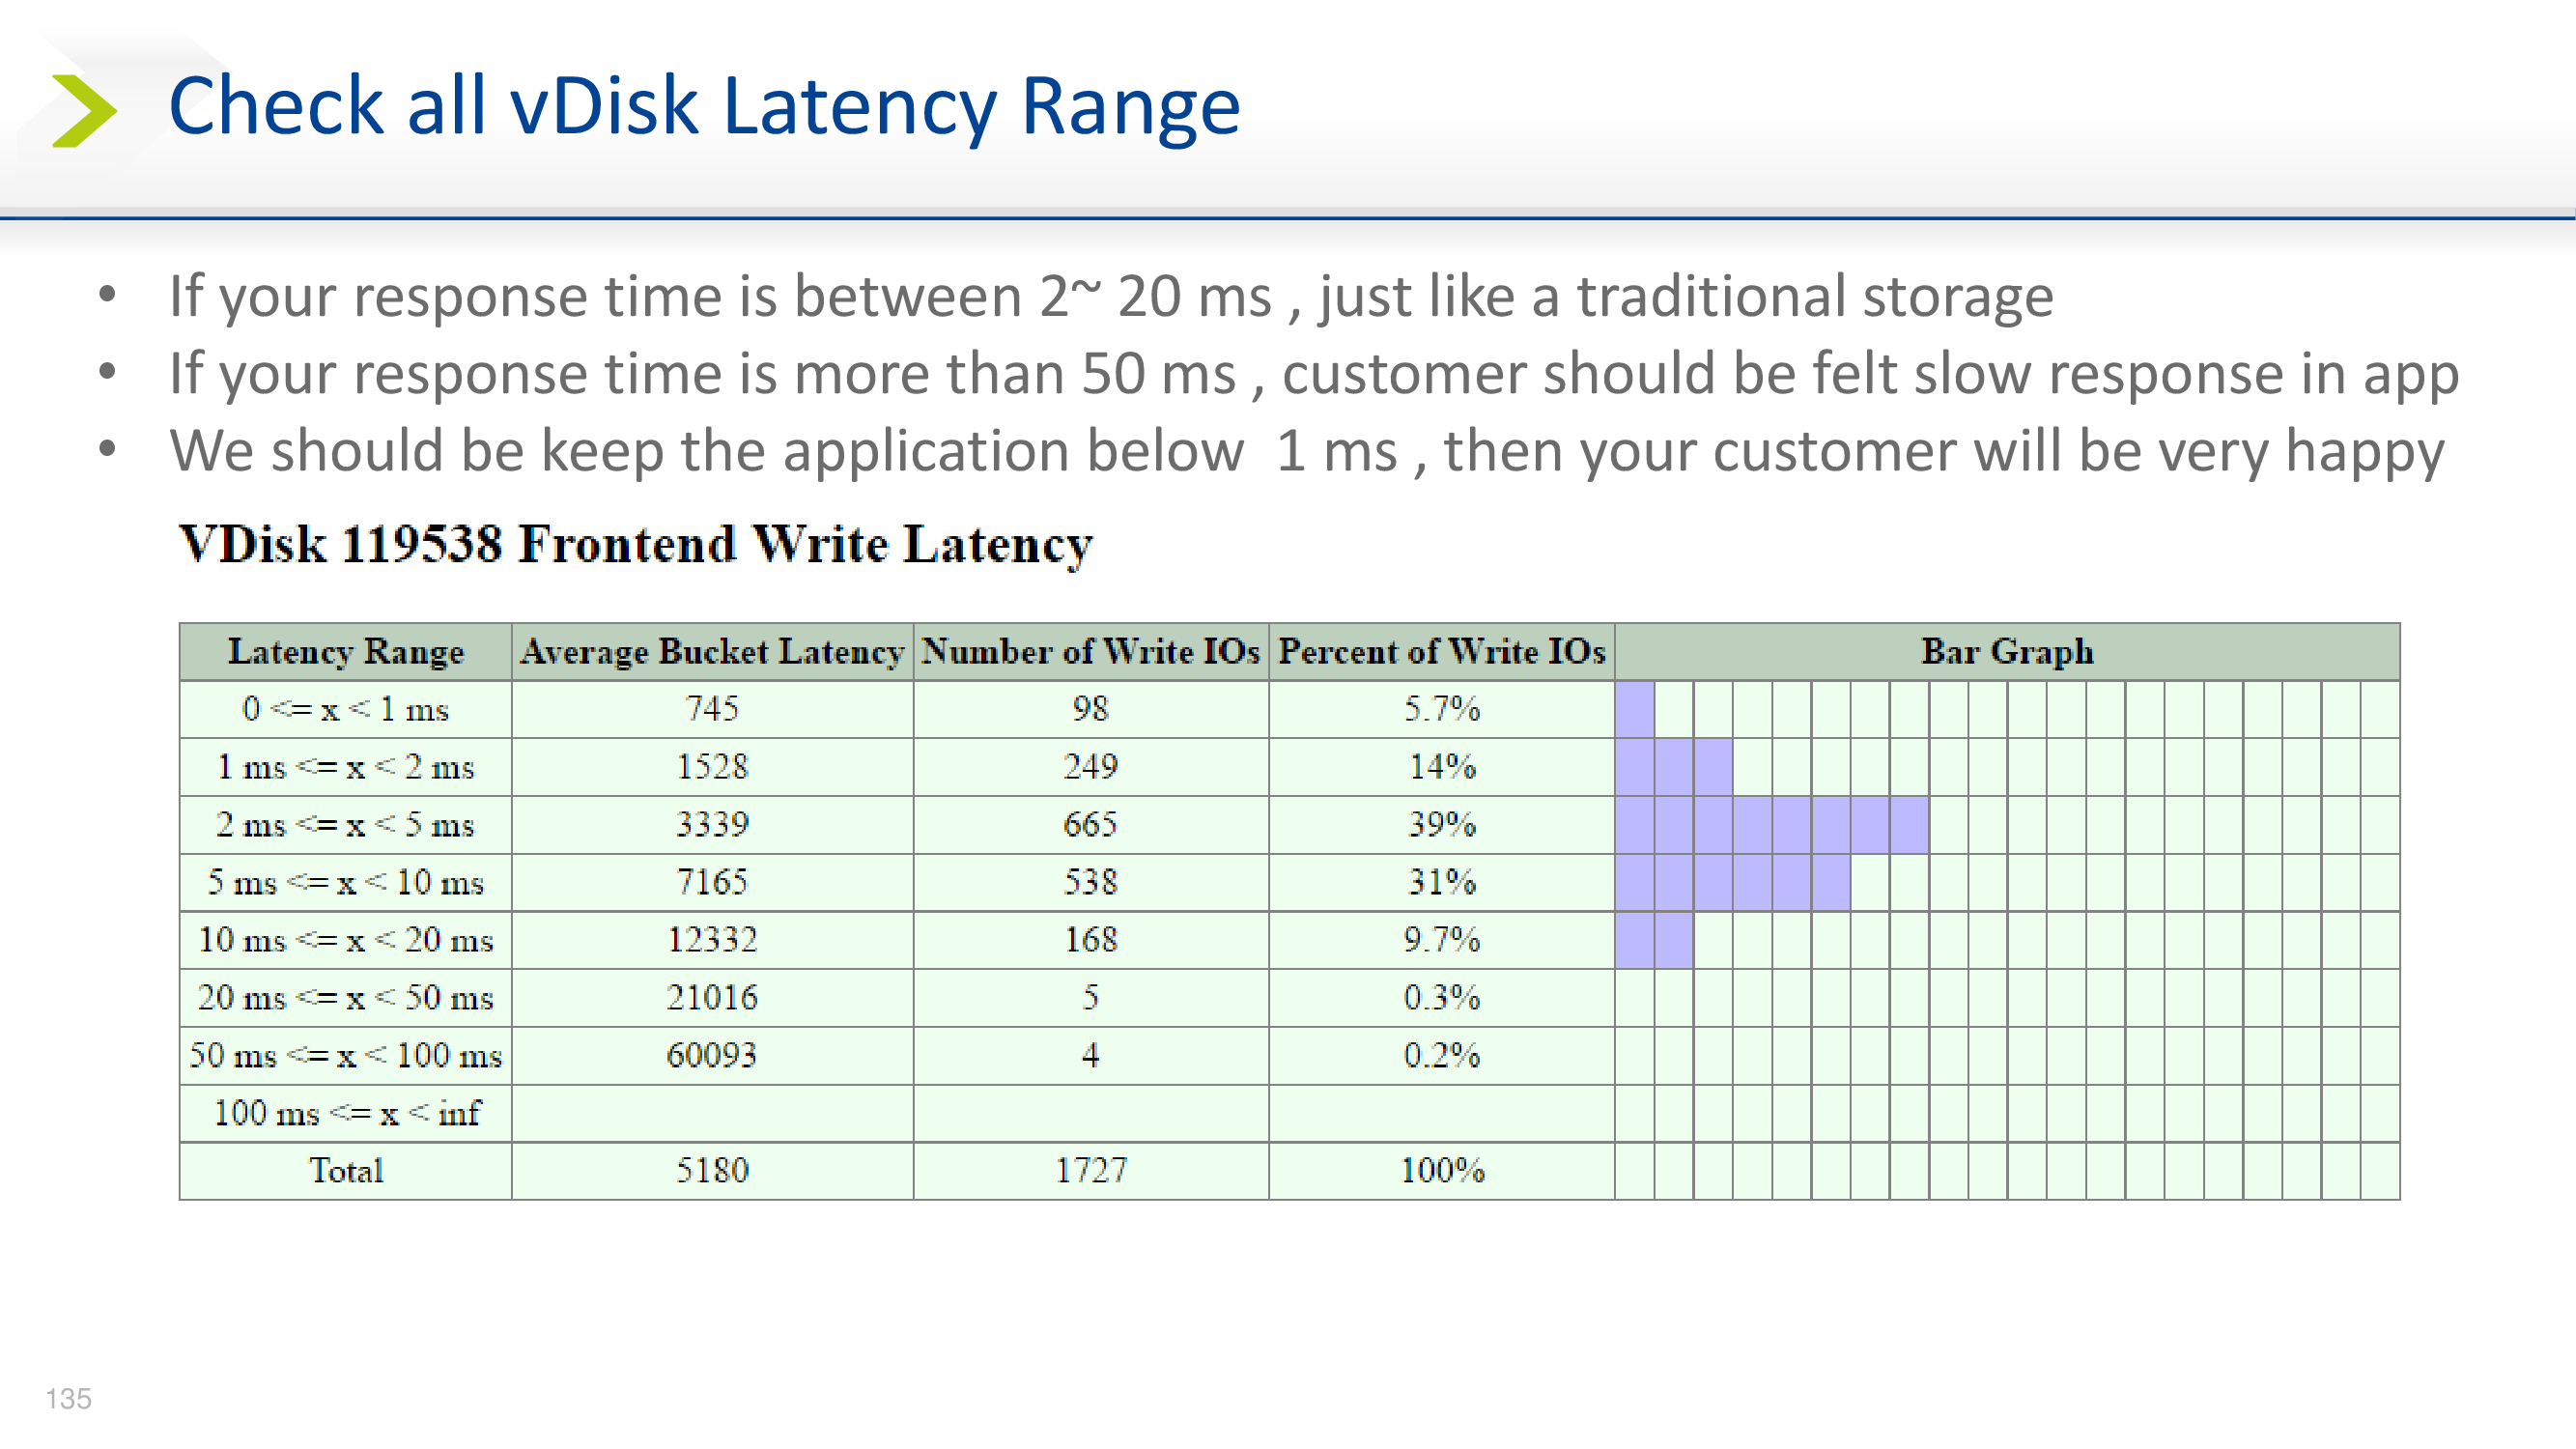 Check all vDisk Latency Range
• If your response time is between 2~ 20 ms , just like a traditional storage
• If your response time is more than 50 ms , customer should be felt slow response in app
• We should be keep the application below  1 ms , then your customer will be very happy
VDisk 119538 Frontend Write Latency
Latency Range Average Bucket Latency Number of Write IOs Percent of Write IOs Bar Graph
0 <= x < 1 ms 745 98 5.7%
1 ms <= x < 2 ms 1528 249 14%
2 ms <= x < 5 ms 3339 665 39%
5 ms <= x < 10 ms 7165 538 31%
10 ms <= x < 20 ms 12332 168 9.7%
20 ms <= x < 50 ms 21016 5 0.3%
50 ms <= x < 100 ms 60093 4 0.2%
100 ms <= x < inf
Total 5180 1727 100%
135